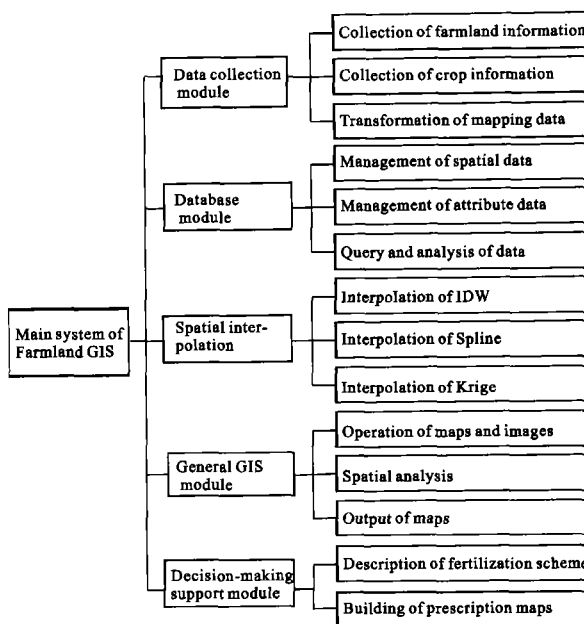 Main system of
Farmland GIS
Data collection
module
Collection of farmland information
Collection of crop information
Transformation of mapping data
Database
module
Management of spatial data
Management of attribute data
Query and analysis of data
Spatial inter-
polation
Interpolation of IDW
Interpolation of Spline
Interpolation of Krige
General GIS
module
Operation of maps and images
Spatial analysis
Output of maps
Decision-making
support module
Description of fertilization scheme
Building of prescription maps